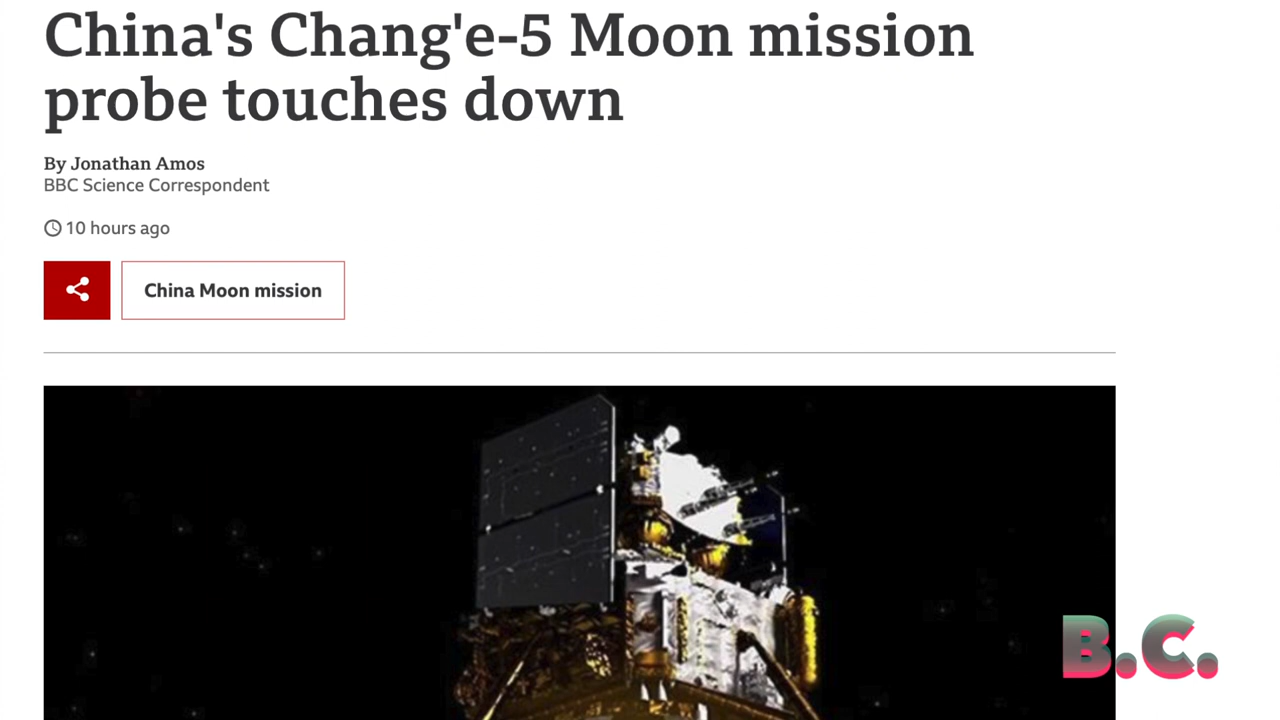 China's Chang'e-5 Moon mission
probe touches down
By Jonathan Amos
BBC Science Correspondent
10 hours ago
China Moon mission
B.C.